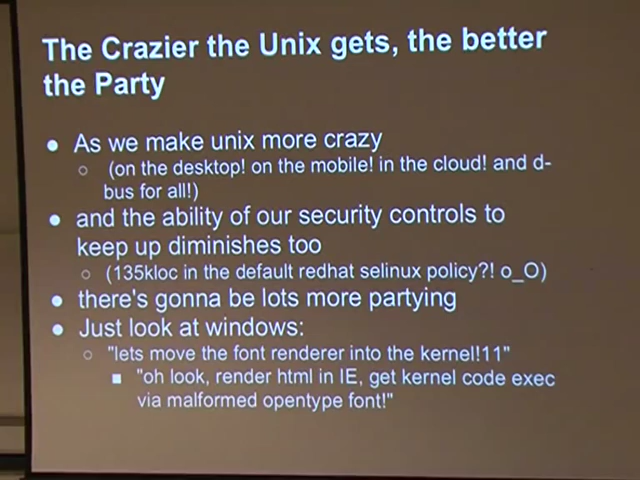 The Crazier the Unix gets, the better
the Party
● As we make unix more crazy
○ (on the desktop! on the mobile! in the cloud! and d-
bus for all!)
● and the ability of our security controls to
keep up diminishes too
○ (135kloc in the default redhat selinux policy?! o_O)
● there's gonna be lots more partying
● Just look at windows:
○ "lets move the font renderer into the kernel!11"
■ "oh look, render html in IE, get kernel code exec
via malformed opentype font!"